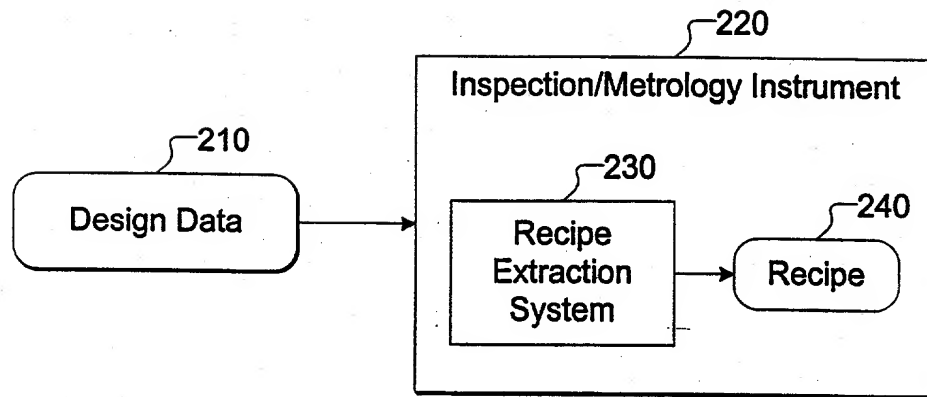 220
Inspection/Metrology Instrument
210
Design Data
230
Recipe
Extraction
System
240
Recipe